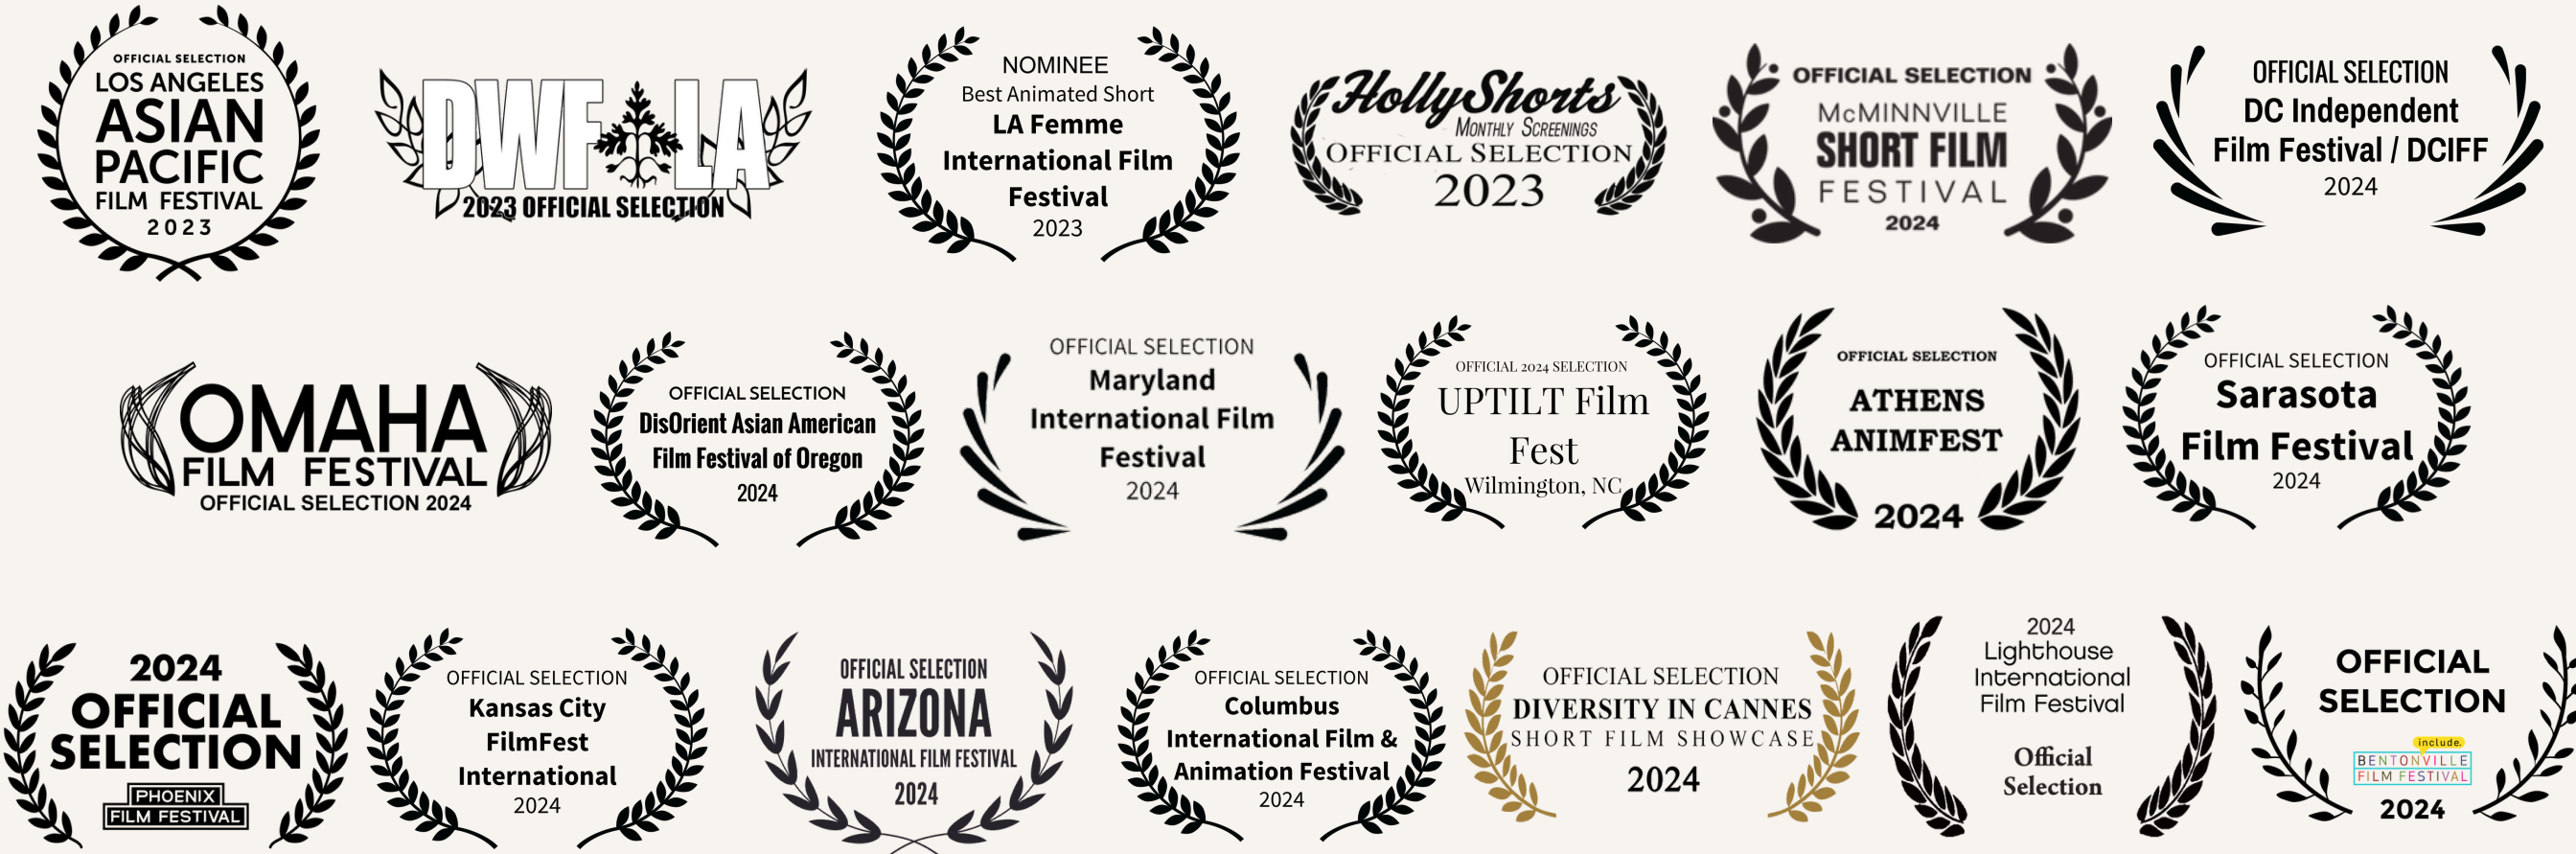 OFFICIAL SELECTION
LOS ANGELES
ASIAN
PACIFIC
FILM FESTIVAL
2023
DWF LA
2023 OFFICIAL SELECTION
NOMINEE
Best Animated Short
LA Femme
International Film
Festival
2023
HollyShorts
MONTHLY SCREENINGS
OFFICIAL SELECTION
2023
OFFICIAL SELECTION
McMINNVILLE
SHORT FILM
FESTIVAL
2024
OFFICIAL SELECTION
DC Independent
Film Festival / DCIFF
2024
OMAHA
FILM FESTIVAL
OFFICIAL SELECTION 2024
OFFICIAL SELECTION
DisOrient Asian American
Film Festival of Oregon
2024
OFFICIAL SELECTION
Maryland
International Film
Festival
2024
OFFICIAL 2024 SELECTION
UPTILT Film
Fest
Wilmington, NC
OFFICIAL SELECTION
ATHENS
ANIMFEST
2024
OFFICIAL SELECTION
Sarasota
Film Festival
2024
2024
OFFICIAL
SELECTION
PHOENIX
FILM FESTIVAL
OFFICIAL SELECTION
Kansas City
FilmFest
International
2024
OFFICIAL SELECTION
ARIZONA
INTERNATIONAL FILM FESTIVAL
2024
OFFICIAL SELECTION
Columbus
International Film &
Animation Festival
2024
OFFICIAL SELECTION
DIVERSITY IN CANNES
SHORT FILM SHOWCASE
2024
2024
Lighthouse
International
Film Festival
Official
Selection
OFFICIAL
SELECTION
include.
BENTONVILLE
FILM FESTIVAL
2024